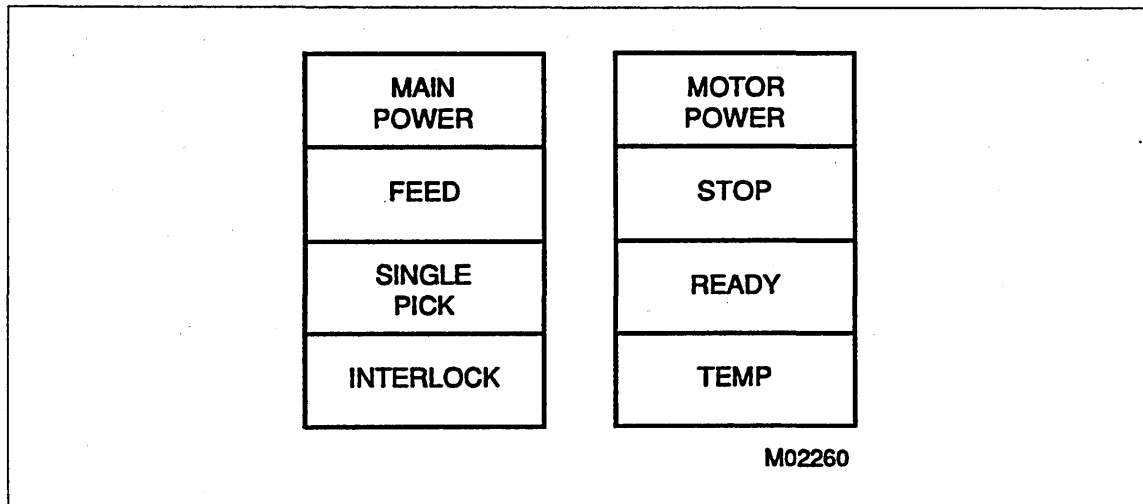 MAIN
POWER
FEED
SINGLE
PICK
INTERLOCK
MOTOR
POWER
STOP
READY
TEMP
M02260